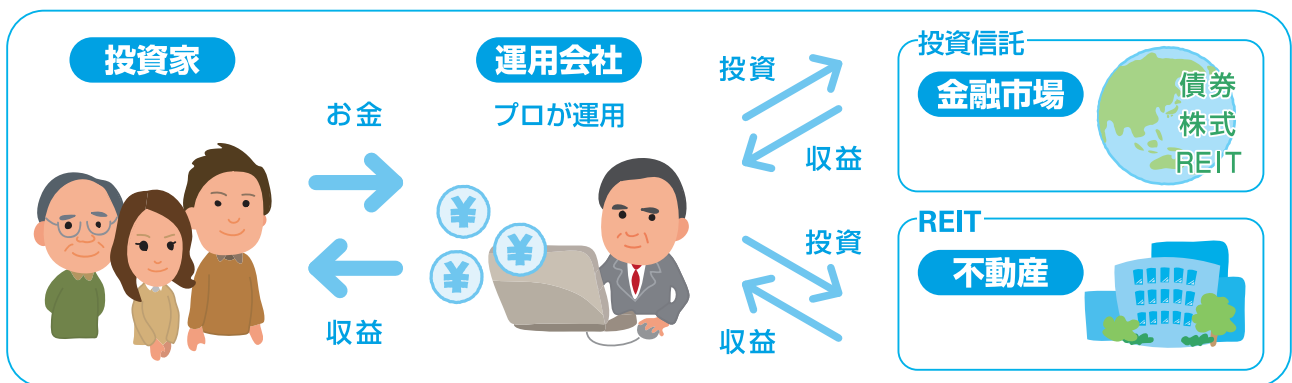 投資家
お金
収益
運用会社
プロが運用
¥
¥
¥
投資
収益
投資
収益
投資信託
金融市場
債券
株式
REIT
REIT
不動産